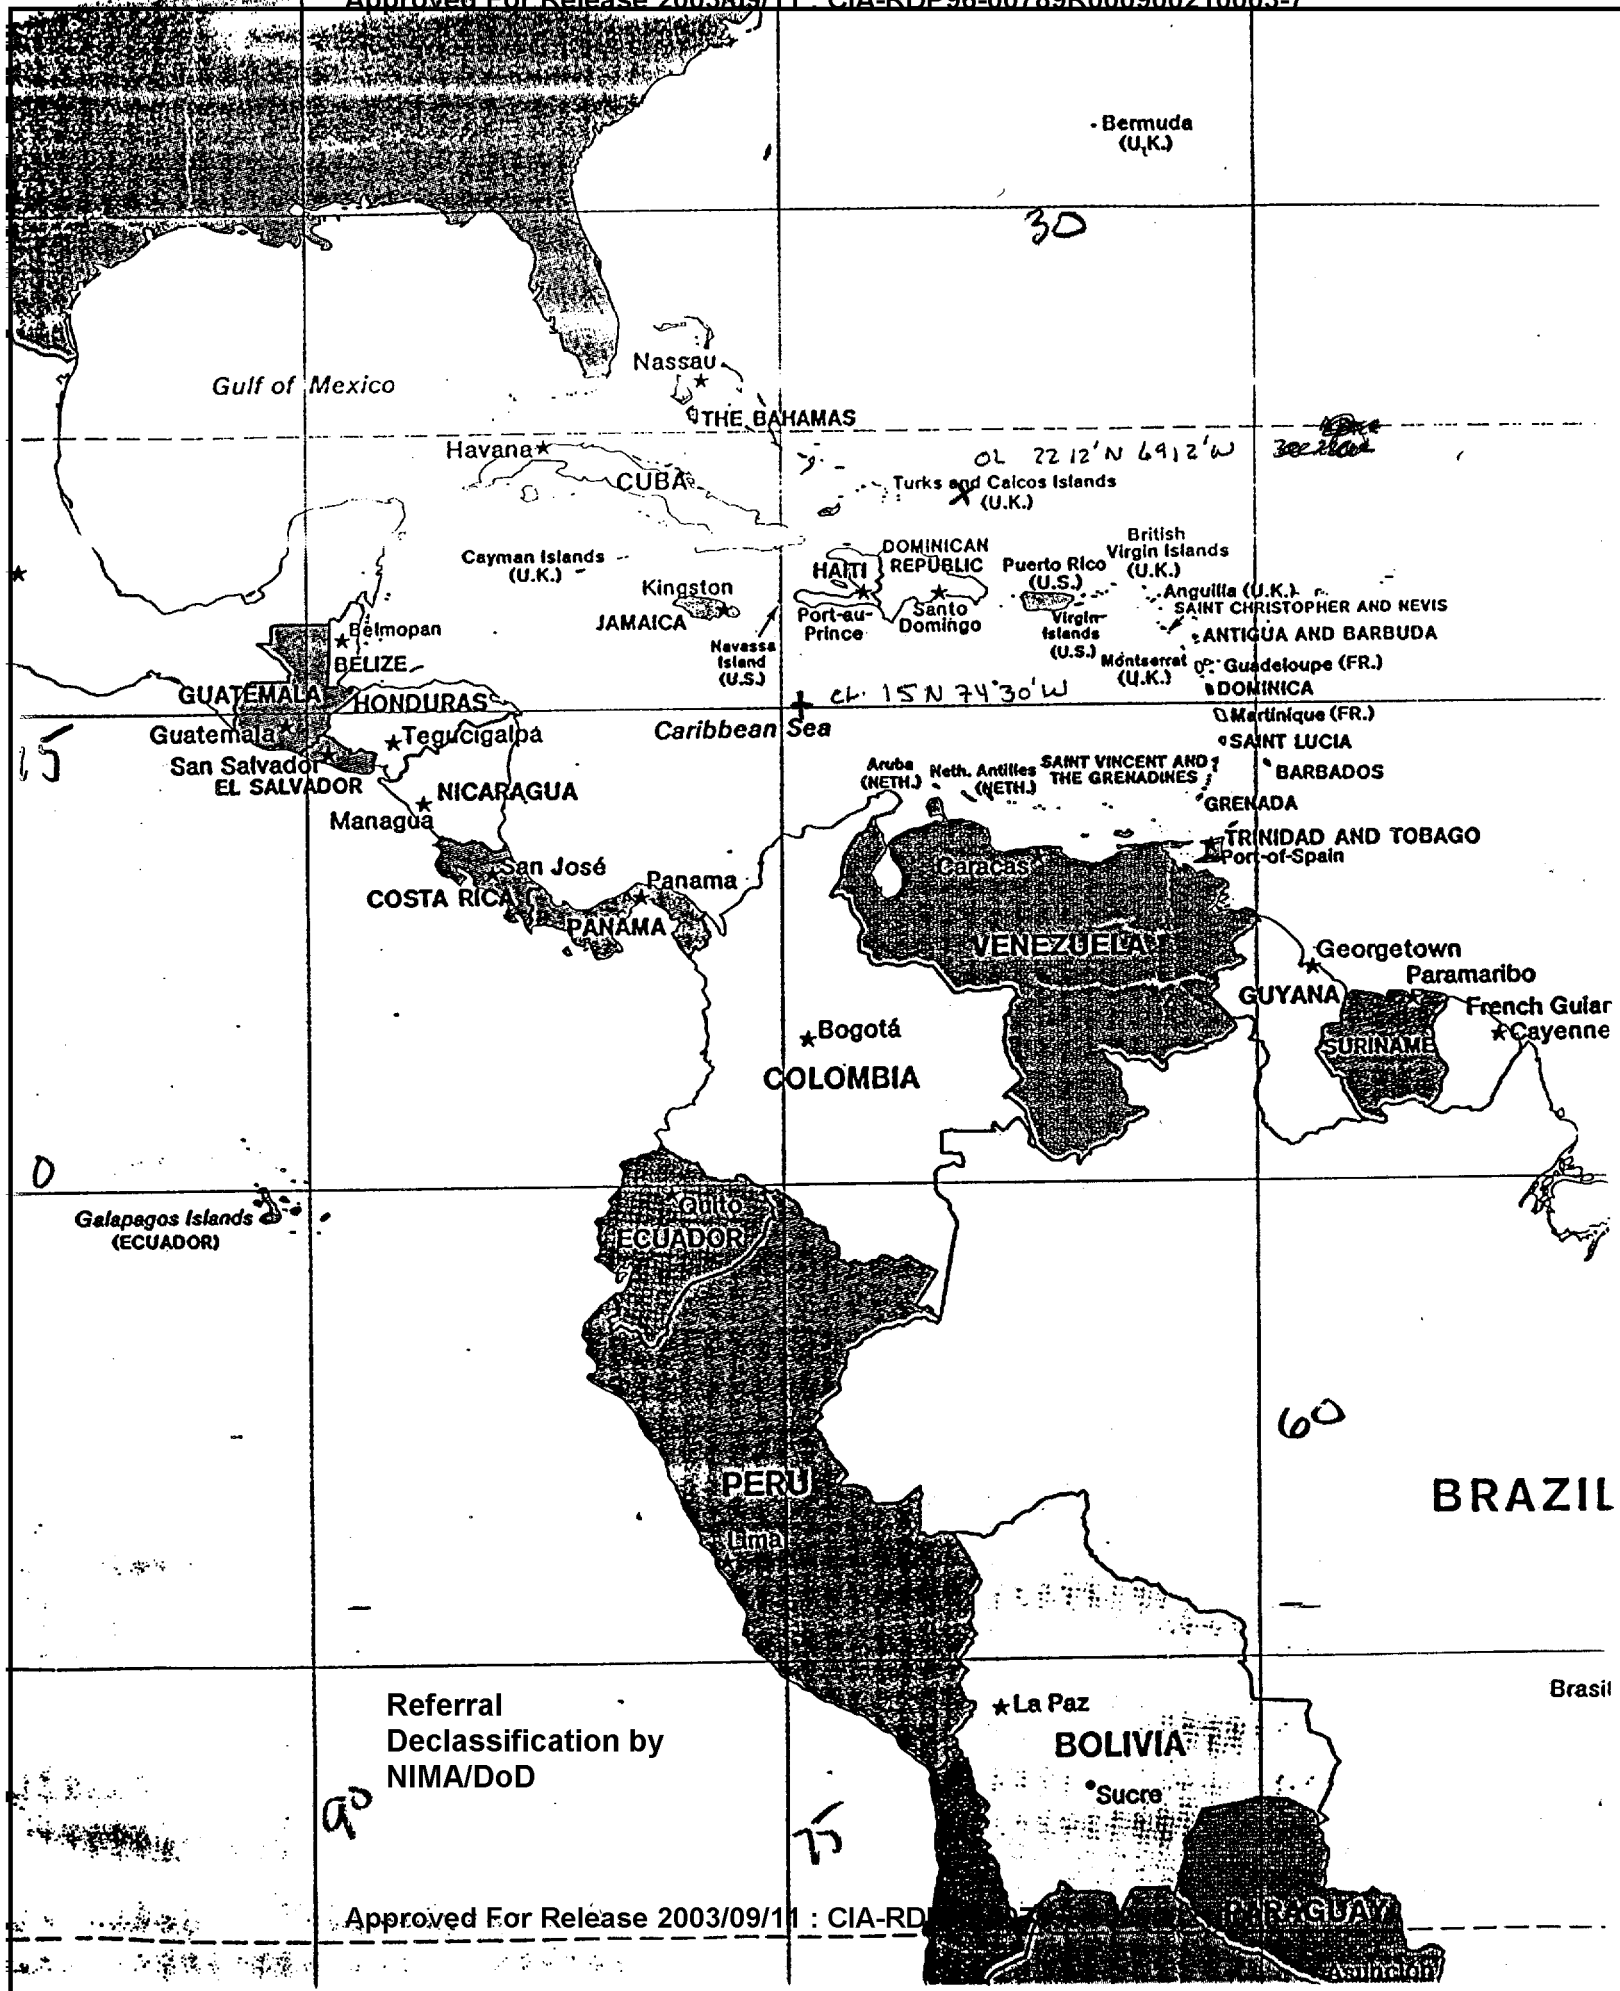 Approved For Release 2003/09/11 : CIA-RDP96-00789R000900210003-7
Bermuda
(U.K.)
30
Nassau
Gulf of Mexico
THE BAHAMAS
Havana
OL 22 12'N 69 12'W
CUBA
Turks and Caicos Islands
(U.K.)
British
Virgin Islands
(U.K.)
DOMINICAN
REPUBLIC
Cayman Islands
(U.K.)
HAITI
Puerto Rico
(U.S.)
Kingston
Anguilla (U.K.)
SAINT CHRISTOPHER AND NEVIS
JAMAICA
Port-au-
Prince
Santo
Domingo
Virgin
Islands
(U.S.)
Belmopan
ANTIGUA AND BARBUDA
Navassa
Island
(U.S.)
BELIZE
Montserrat
(U.K.)
Guadeloupe (FR.)
GUATEMALA
HONDURAS
CL. 15 N 74°30'W
DOMINICA
Martinique (FR.)
15
Guatemala
Tegucigalpa
Caribbean Sea
SAINT LUCIA
San Salvador
EL SALVADOR
Aruba
(NETH.)
Neth. Antilles
(NETH.)
SAINT VINCENT AND
THE GRENADINES
BARBADOS
NICARAGUA
GRENADA
Managua
TRINIDAD AND TOBAGO
Port-of-Spain
San José
Caracas
COSTA RICA
Panama
PANAMA
VENEZUELA
Georgetown
Paramaribo
GUYANA
French Guian
Cayenne
Bogotá
SURINAME
COLOMBIA
0
Quito
Galapagos Islands
(ECUADOR)
ECUADOR
60
PERU
BRAZIL
Lima
Referral
Declassification by
NIMA/DoD
La Paz
Brasil
BOLIVIA
Sucre
90
75
Approved For Release 2003/09/11 : CIA-RD
PARAGUAY
Asunción